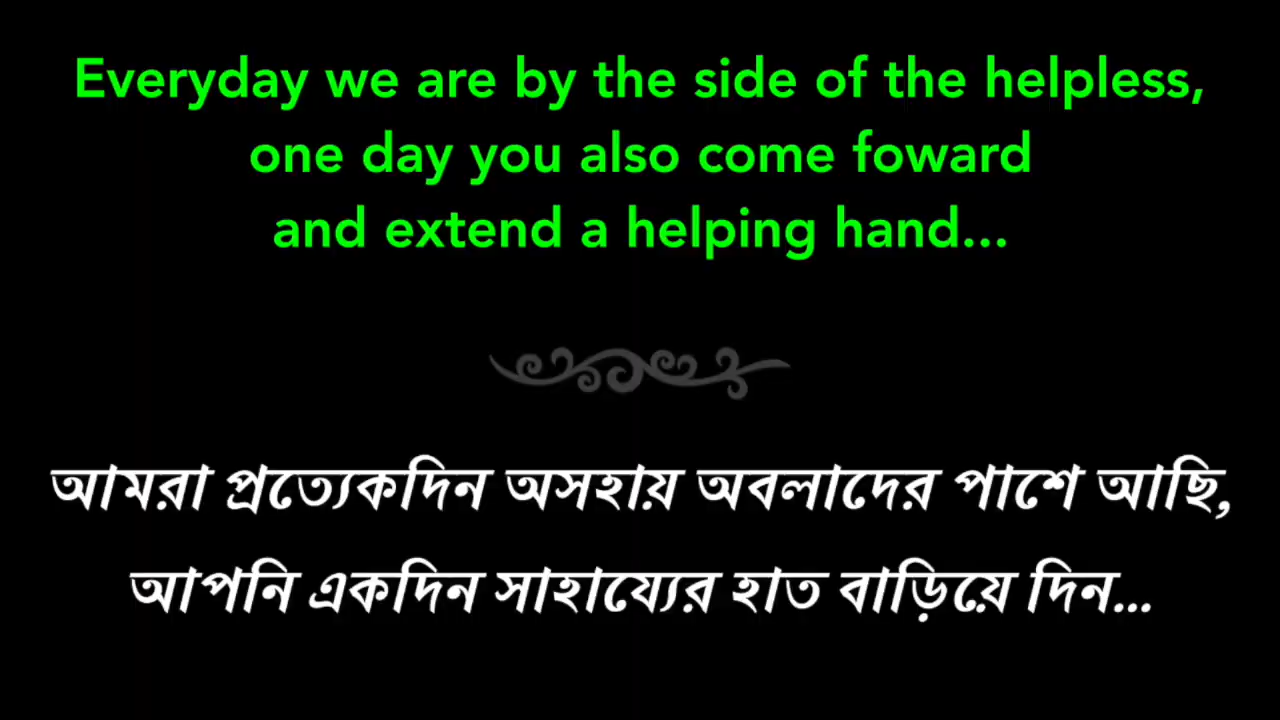 Everyday we are by the side of the helpless,
one day you also come foward
and extend a helping hand...
আমরা প্রত্যেকদিন অসহায় অবলাদের পাশে আছি,
আপনি একদিন সাহায্যের হাত বাড়িয়ে দিন...